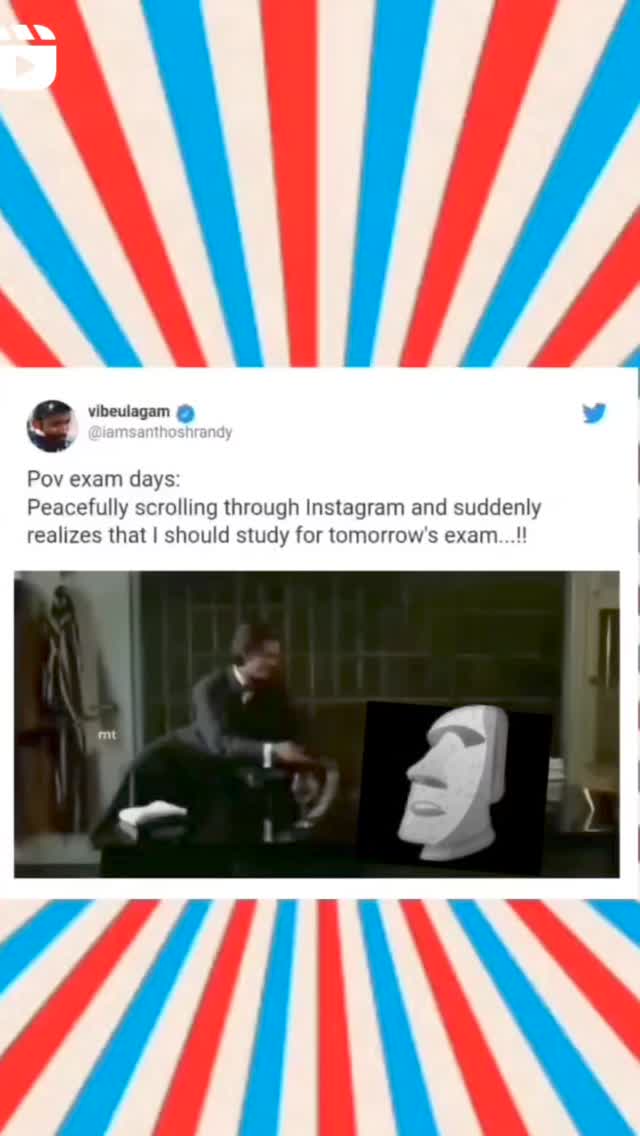 vibeulagam
@iamsanthoshrandy
Pov exam days:
Peacefully scrolling through Instagram and suddenly
realizes that I should study for tomorrow's exam...!!
mt